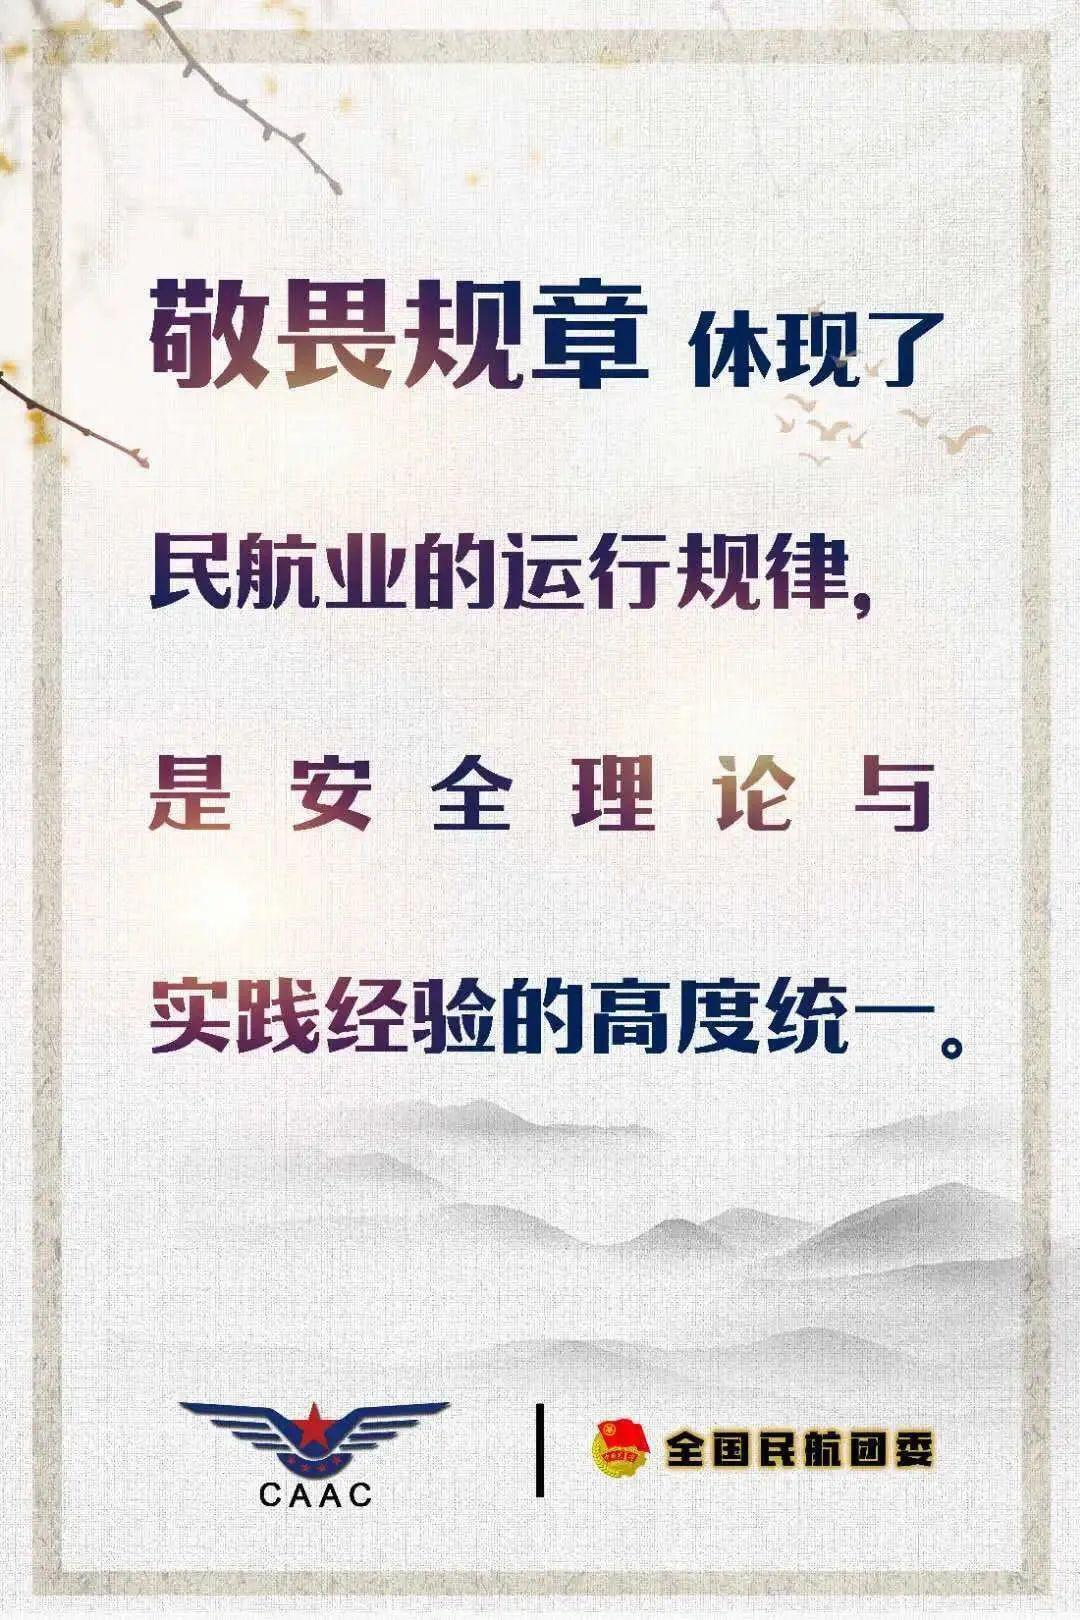 敬畏规章 体现了
民航业的运行规律,
是安全理论与
实践经验的高度统一。
CAAC
全国民航团委